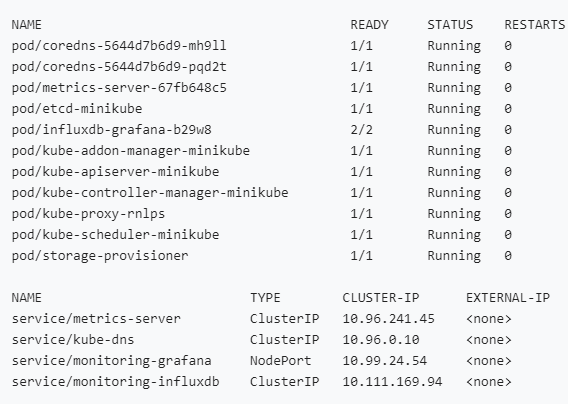 NAME READY STATUS RESTARTS
pod/coredns-5644d7b6d9-mh9ll 1/1 Running 0
pod/coredns-5644d7b6d9-pqd2t 1/1 Running 0
pod/metrics-server-67fb648c5 1/1 Running 0
pod/etcd-minikube 1/1 Running 0
pod/influxdb-grafana-b29w8 2/2 Running 0
pod/kube-addon-manager-minikube 1/1 Running 0
pod/kube-apiserver-minikube 1/1 Running 0
pod/kube-controller-manager-minikube 1/1 Running 0
pod/kube-proxy-rnlps 1/1 Running 0
pod/kube-scheduler-minikube 1/1 Running 0
pod/storage-provisioner 1/1 Running 0
NAME TYPE CLUSTER-IP EXTERNAL-IP
service/metrics-server ClusterIP 10.96.241.45 <none>
service/kube-dns ClusterIP 10.96.0.10 <none>
service/monitoring-grafana NodePort 10.99.24.54 <none>
service/monitoring-influxdb ClusterIP 10.111.169.94 <none>